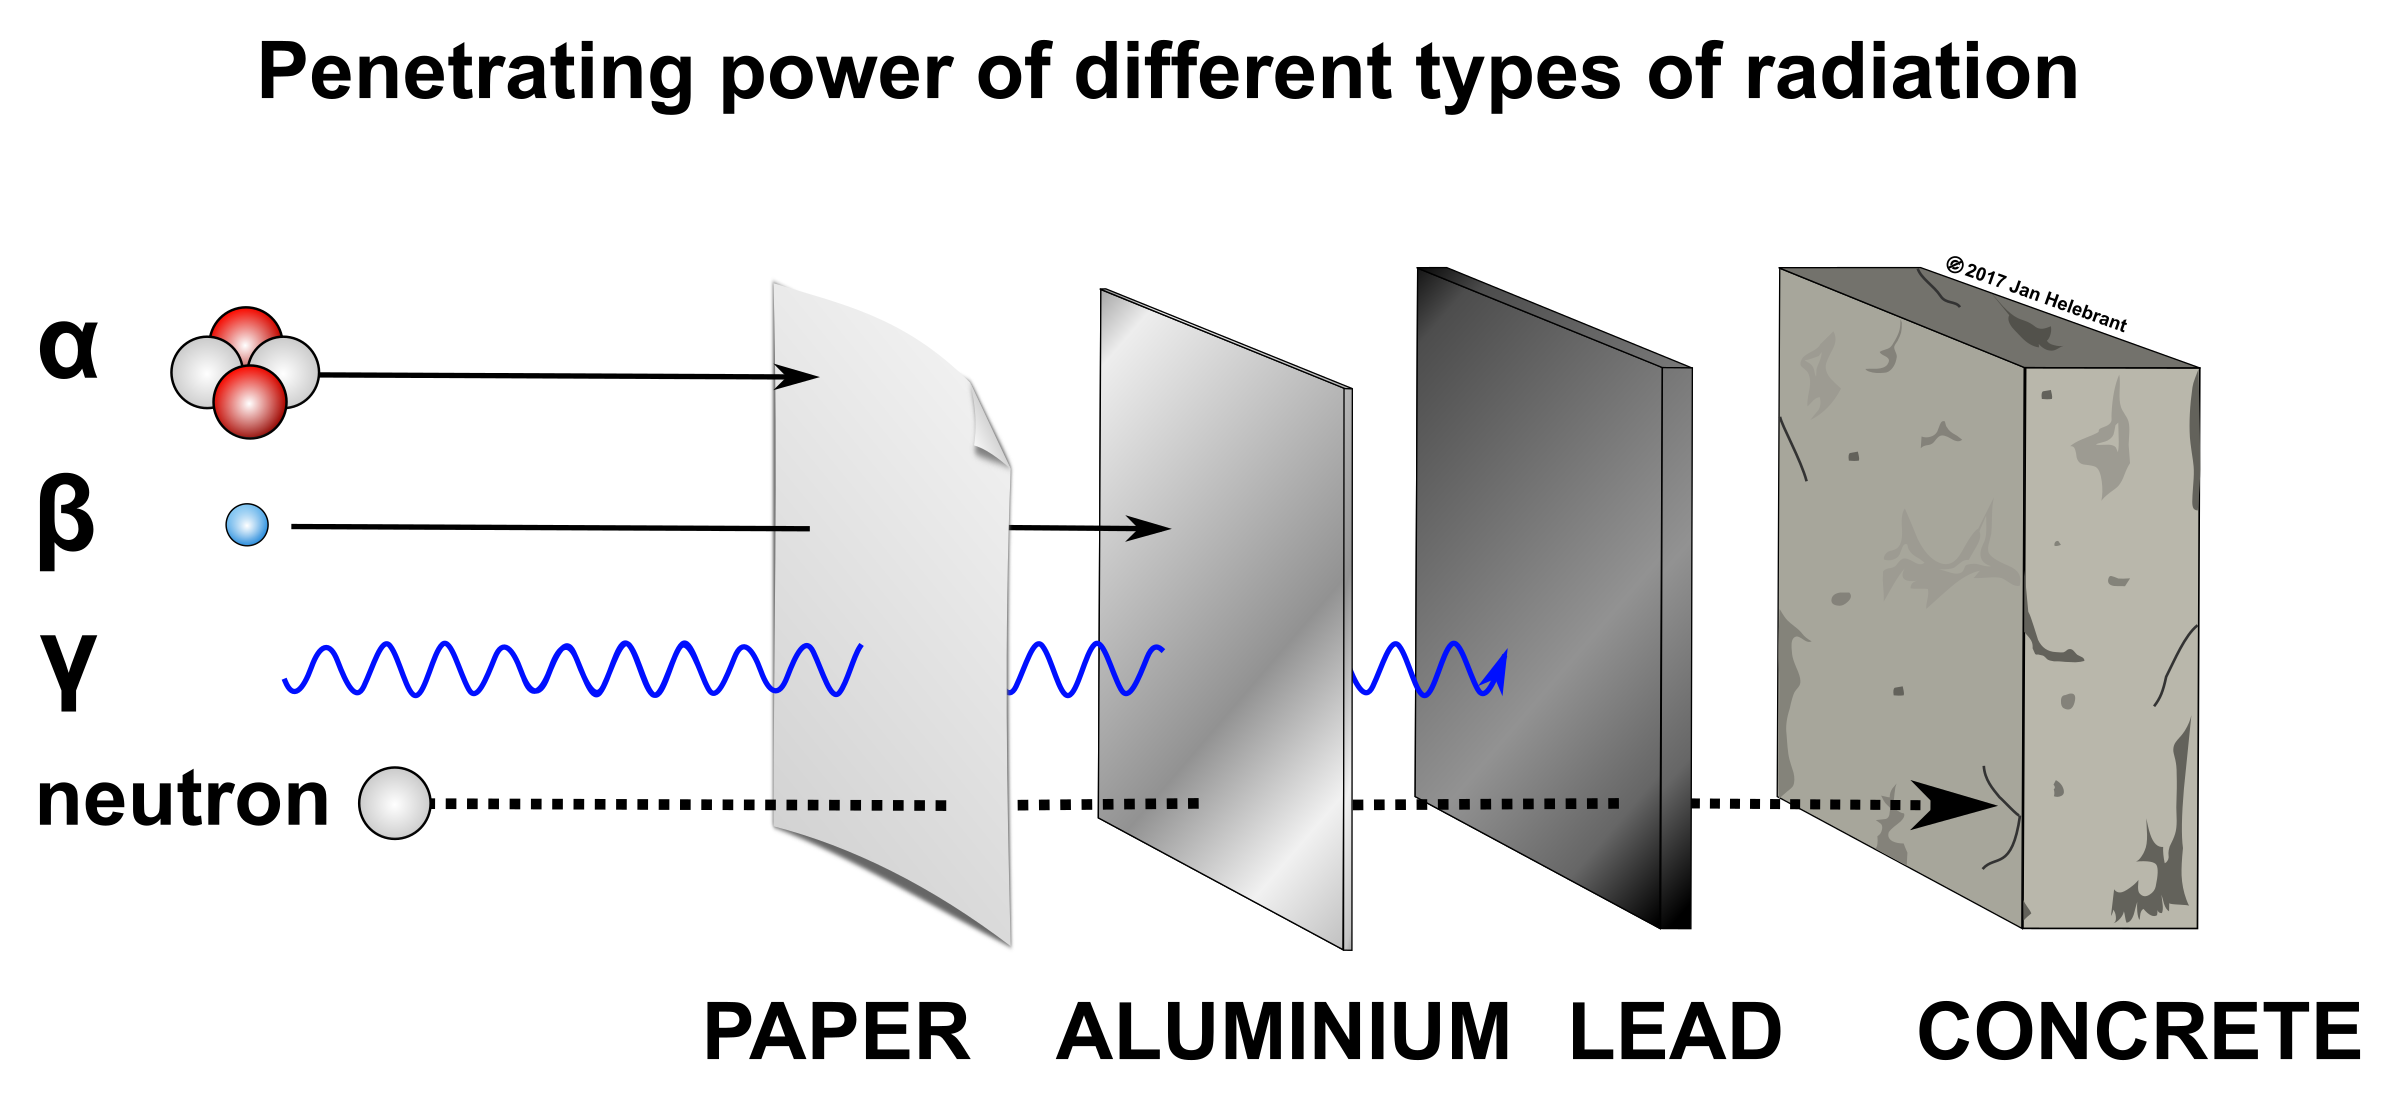 Penetrating power of different types of radiation
🄯 2017 Jan Helebrant
α
β
γ
neutron
PAPER ALUMINIUM LEAD CONCRETE